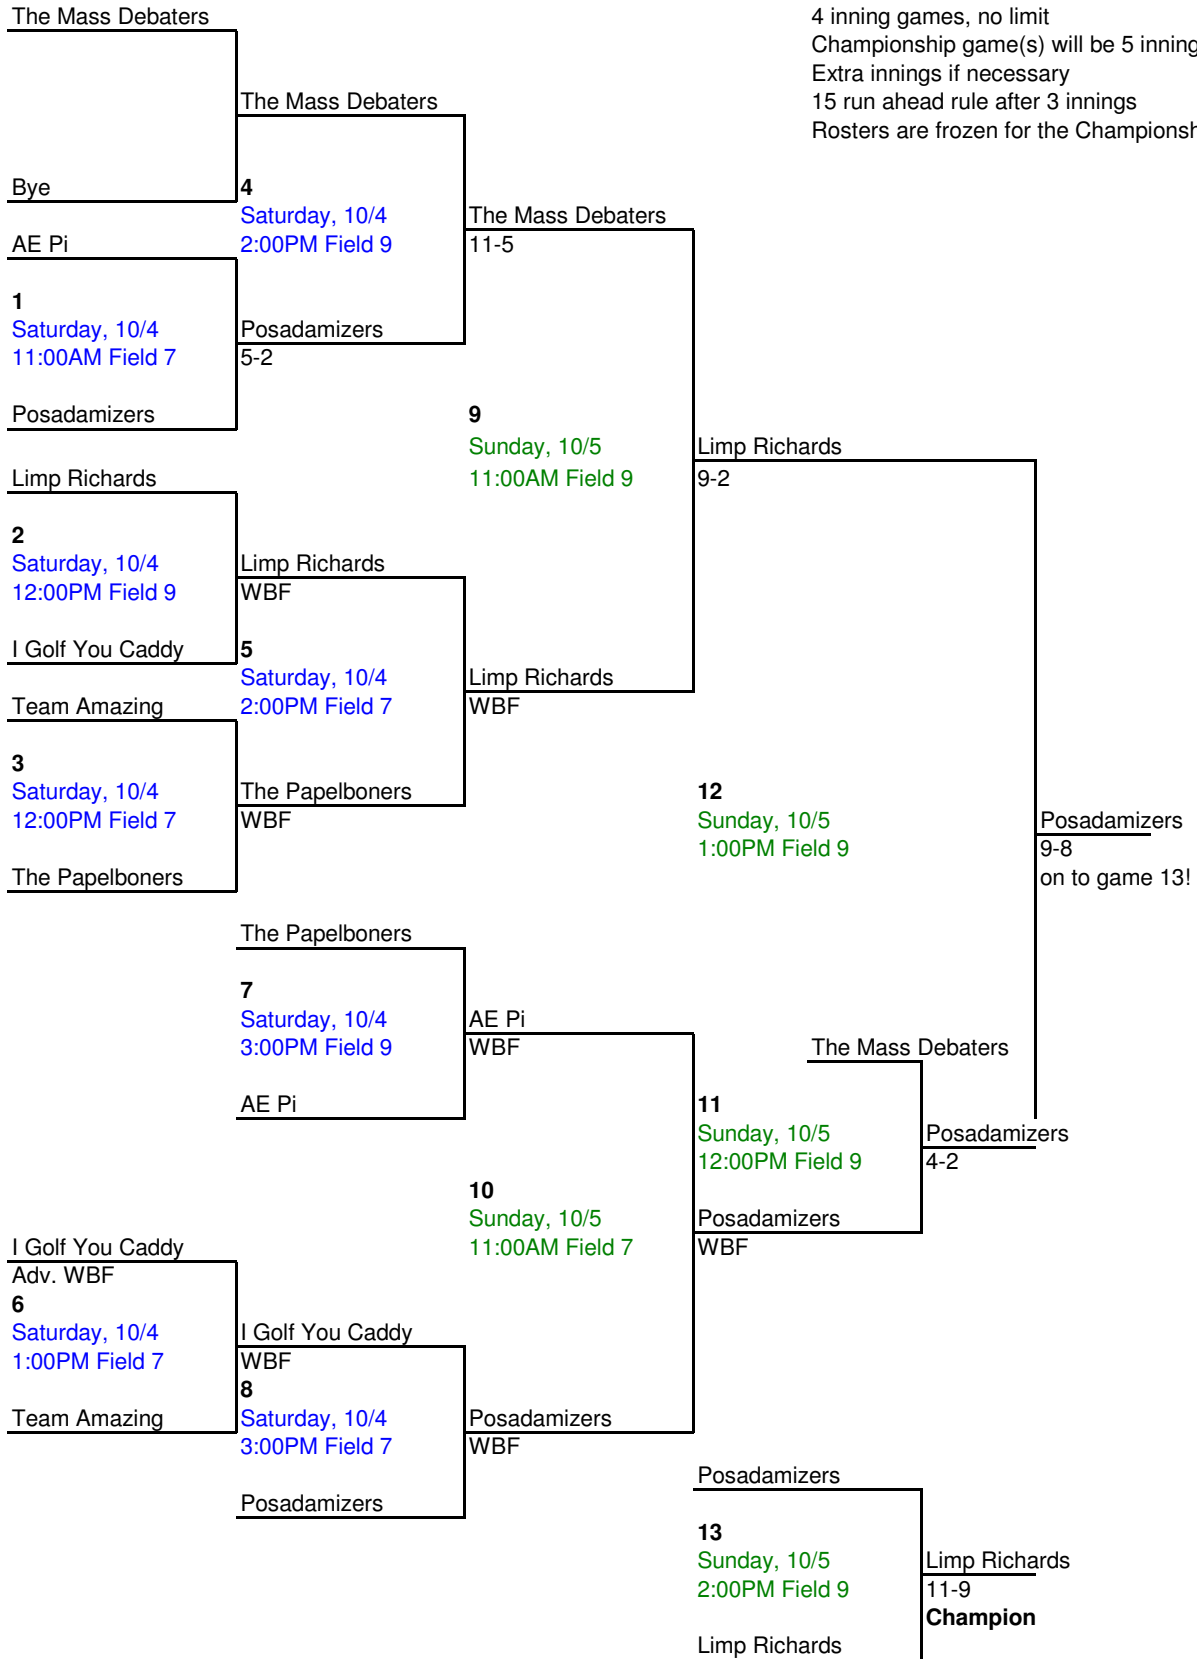 The Mass Debaters
4 inning games, no limit
Championship game(s) will be 5 inning
Extra innings if necessary
15 run ahead rule after 3 innings
Rosters are frozen for the Championsh
The Mass Debaters
Bye
4
Saturday, 10/4
2:00PM Field 9
The Mass Debaters
11-5
AE Pi
1
Saturday, 10/4
11:00AM Field 7
Posadamizers
5-2
Posadamizers
9
Sunday, 10/5
11:00AM Field 9
Limp Richards
9-2
Limp Richards
2
Saturday, 10/4
12:00PM Field 9
Limp Richards
WBF
I Golf You Caddy
5
Saturday, 10/4
2:00PM Field 7
Limp Richards
WBF
Team Amazing
3
Saturday, 10/4
12:00PM Field 7
The Papelboners
WBF
The Papelboners
12
Sunday, 10/5
1:00PM Field 9
Posadamizers
9-8
on to game 13!
The Papelboners
7
Saturday, 10/4
3:00PM Field 9
AE Pi
WBF
AE Pi
The Mass Debaters
11
Sunday, 10/5
12:00PM Field 9
Posadamizers
4-2
10
Sunday, 10/5
11:00AM Field 7
Posadamizers
WBF
I Golf You Caddy
Adv. WBF
6
Saturday, 10/4
1:00PM Field 7
I Golf You Caddy
WBF
Team Amazing
8
Saturday, 10/4
3:00PM Field 7
Posadamizers
WBF
Posadamizers
Posadamizers
13
Sunday, 10/5
2:00PM Field 9
Limp Richards
11-9
Champion
Limp Richards